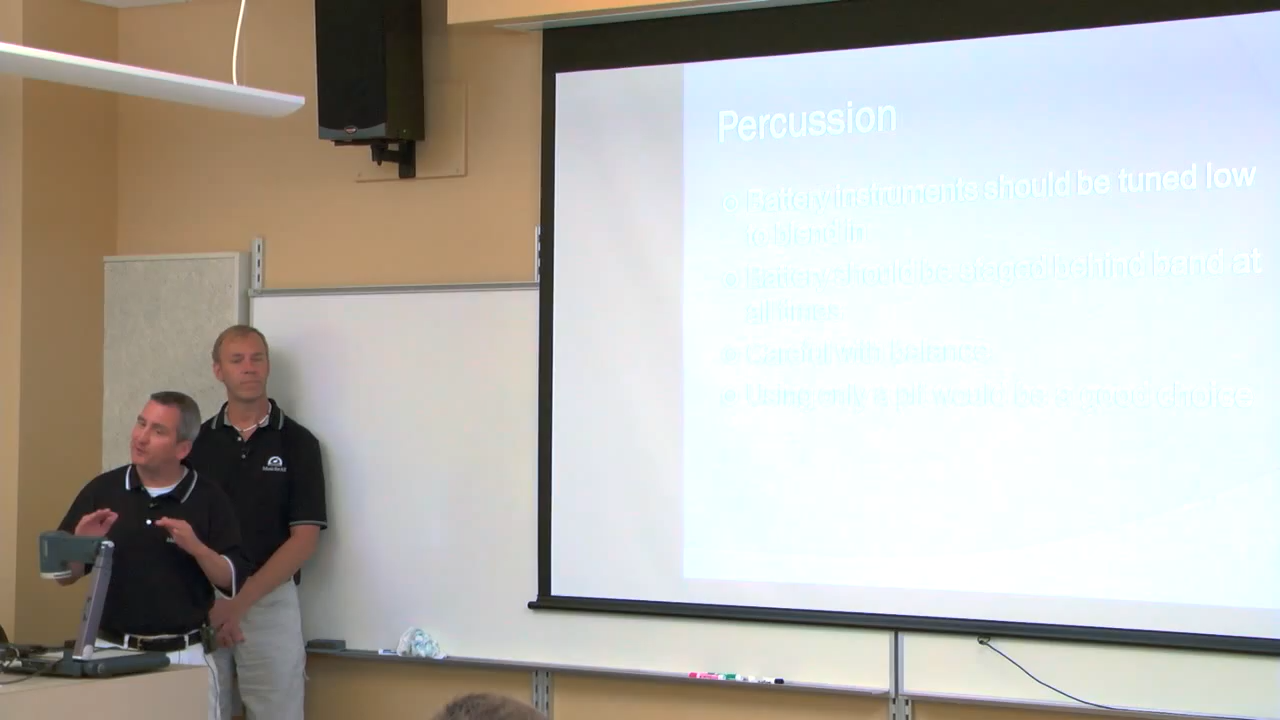 Percussion
Battery instruments should be tuned low
to blend in
Battery should be staged behind band at
all times
Careful with balance
Using only a pit would be a good choice